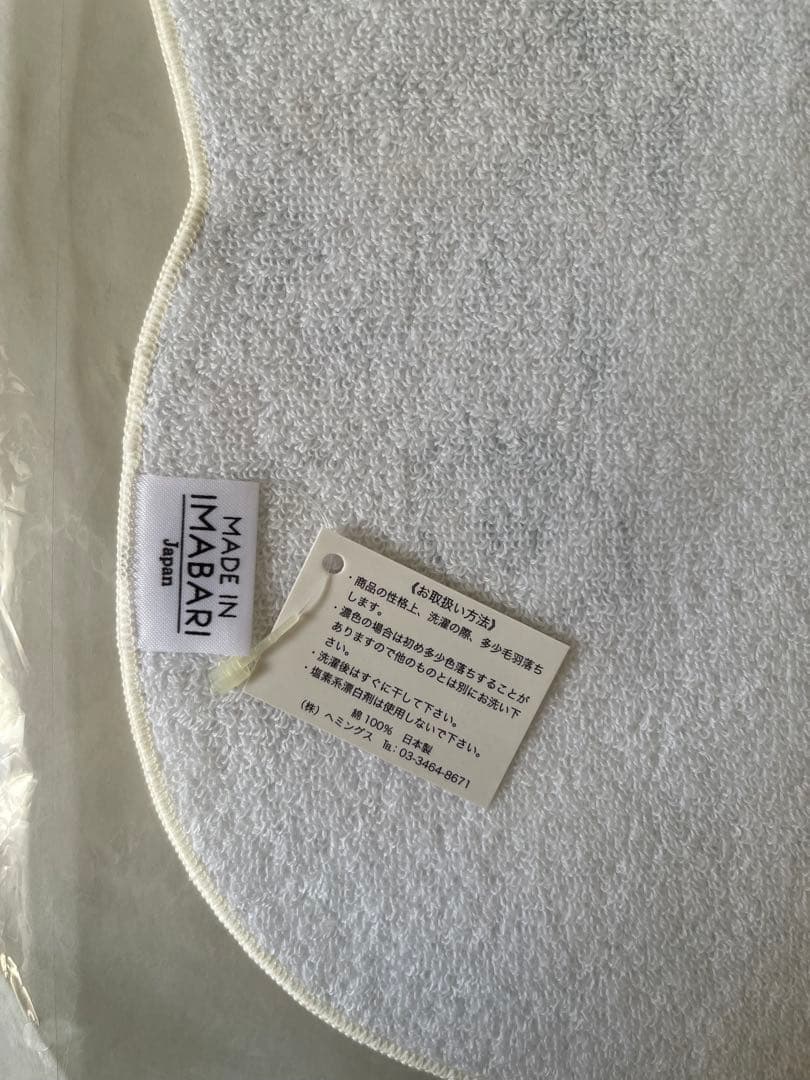 MADE IN
IMABARI
Japan
《お取扱い方法》
・商品の性格上、洗濯の際、多少毛羽落ち
します。
・濃色の場合は初め多少色落ちすることが
ありますので他のものとは別にお洗い下
さい。
・洗濯後はすぐに干して下さい。
・塩素系漂白剤は使用しないで下さい。
綿100% 日本製
(株) ヘミングス ℡:03-3464-8671